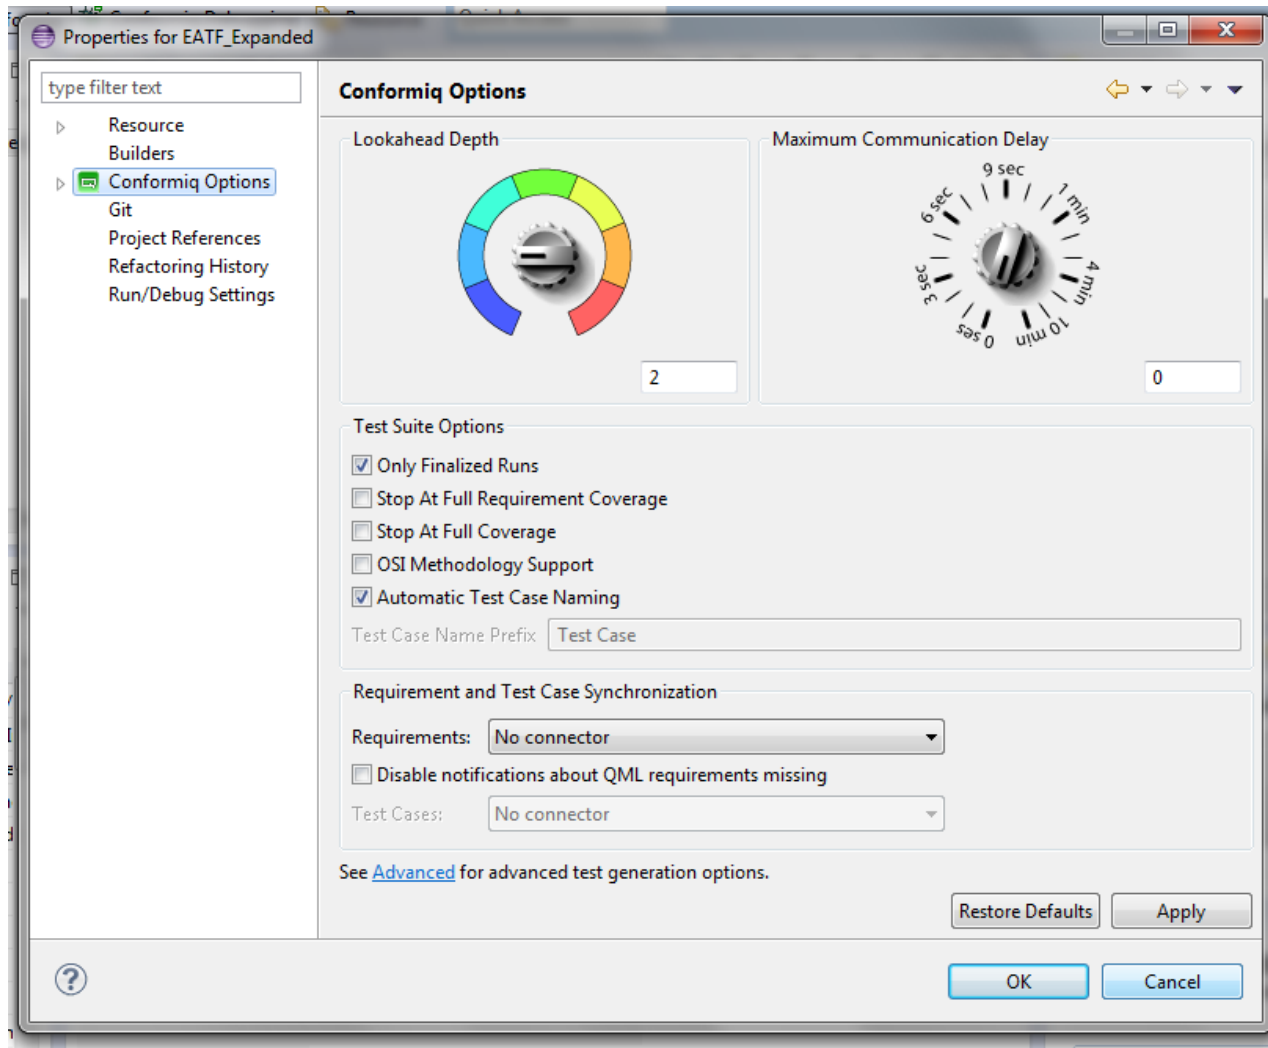 Properties for EATF_Expanded
type filter text
Resource
Builders
Conformiq Options
Git
Project References
Refactoring History
Run/Debug Settings
Conformiq Options
Lookahead Depth
2
Maximum Communication Delay
0 ses
3 sec
6 sec
9 sec
1 min
4 min
10 min
0
Test Suite Options
Only Finalized Runs
Stop At Full Requirement Coverage
Stop At Full Coverage
OSI Methodology Support
Automatic Test Case Naming
Test Case Name Prefix Test Case
Requirement and Test Case Synchronization
Requirements: No connector
Disable notifications about QML requirements missing
Test Cases: No connector
See Advanced for advanced test generation options.
Restore Defaults Apply
? OK Cancel